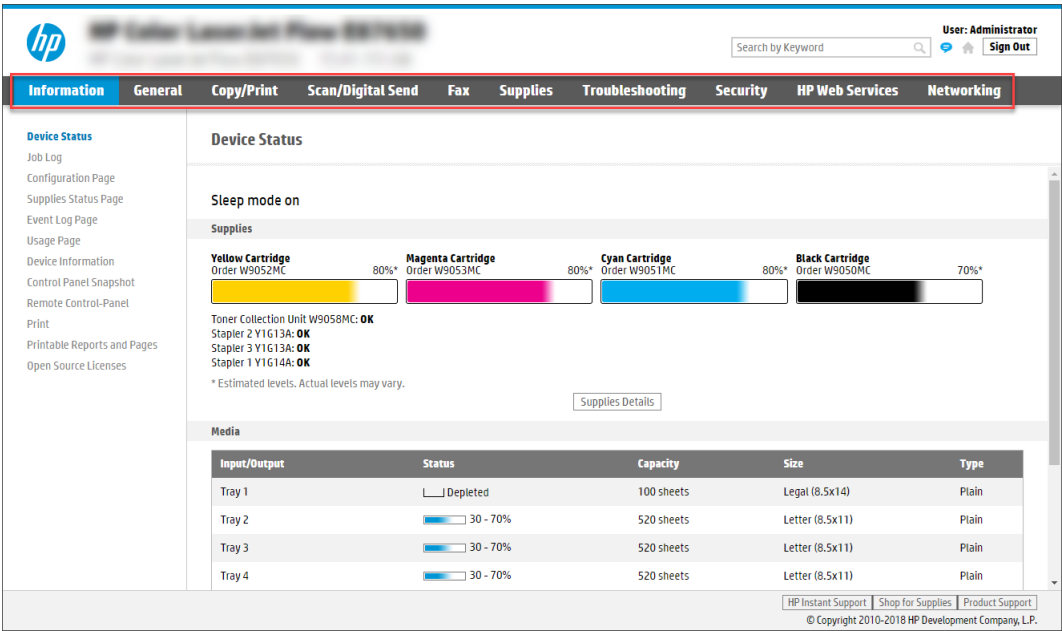 hp
User: Administrator
Search by Keyword
Sign Out
Information General Copy/Print Scan/Digital Send Fax Supplies Troubleshooting Security HP Web Services Networking
Device Status
Job Log
Configuration Page
Supplies Status Page
Event Log Page
Usage Page
Device Information
Control Panel Snapshot
Remote Control-Panel
Print
Printable Reports and Pages
Open Source Licenses
Device Status
Sleep mode on
Supplies
Yellow Cartridge Magenta Cartridge Cyan Cartridge Black Cartridge
Order W9052MC 80%* Order W9053MC 80%* Order W9051MC 80%* Order W9050MC 70%*
Toner Collection Unit W9058MC: OK
Stapler 2 Y1G13A: OK
Stapler 3 Y1G13A: OK
Stapler 1 Y1G14A: OK
* Estimated levels. Actual levels may vary.
Supplies Details
Media
Input/Output Status Capacity Size Type
Tray 1 Depleted 100 sheets Legal (8.5x14) Plain
Tray 2 30 - 70% 520 sheets Letter (8.5x11) Plain
Tray 3 30 - 70% 520 sheets Letter (8.5x11) Plain
Tray 4 30 - 70% 520 sheets Letter (8.5x11) Plain
HP Instant Support Shop for Supplies Product Support
© Copyright 2010-2018 HP Development Company, L.P.